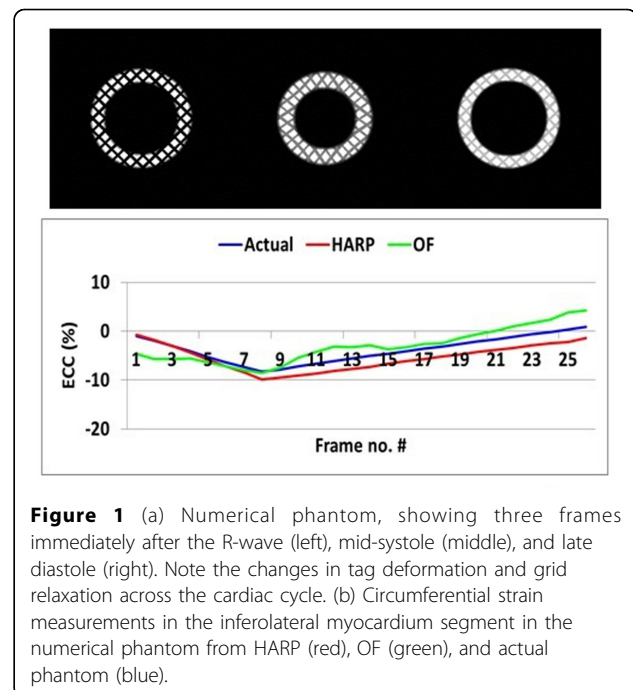 Actual HARP OF
10
0
-10
-20
ECC (%)
1 3 5 7 9 11 13 15 17 19 21 23 25
Frame no. #
Figure 1 (a) Numerical phantom, showing three frames
immediately after the R-wave (left), mid-systole (middle), and late
diastole (right). Note the changes in tag deformation and grid
relaxation across the cardiac cycle. (b) Circumferential strain
measurements in the inferolateral myocardium segment in the
numerical phantom from HARP (red), OF (green), and actual
phantom (blue).